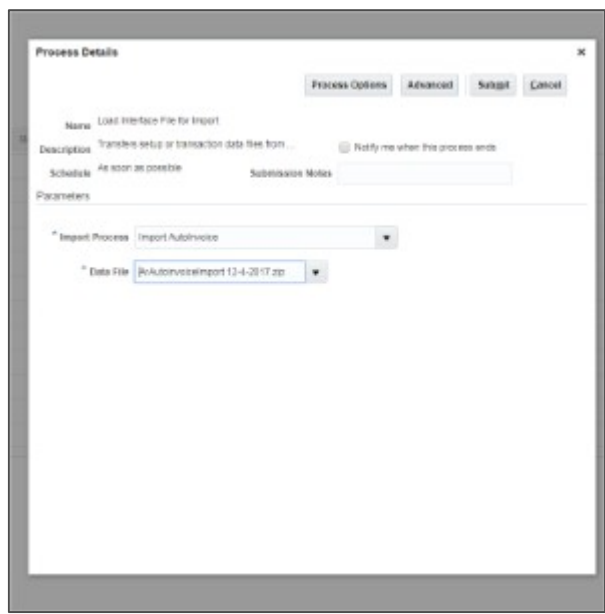 Process Details
Process Options Advanced Submit Cancel
Name Load Interface File for Import
Description Transfers setup or transaction data files from ... Notify me when this process ends
Schedule As soon as possible Submission Notes
Parameters
* Import Process Import AutoInvoice
* Data File ArAutoinvoiceImport 12-4-2017.zip